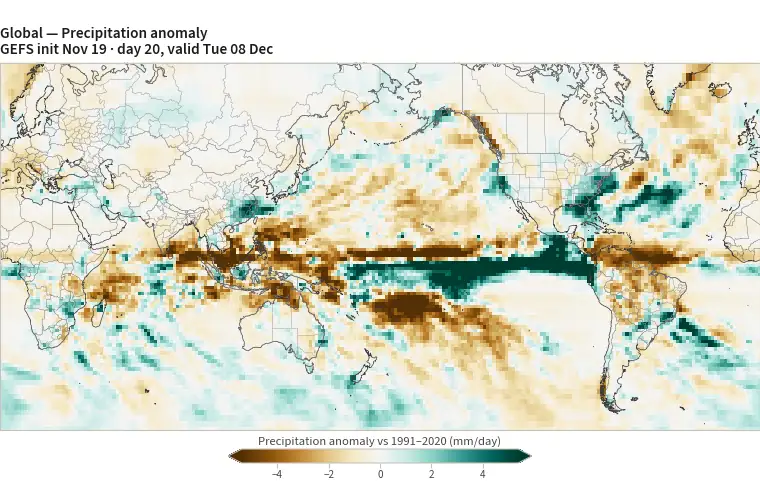 Global — Precipitation anomaly
GEFS init Nov 19 · day 20, valid Tue 08 Dec
Precipitation anomaly vs 1991–2020 (mm/day)
−4 −2 0 2 4